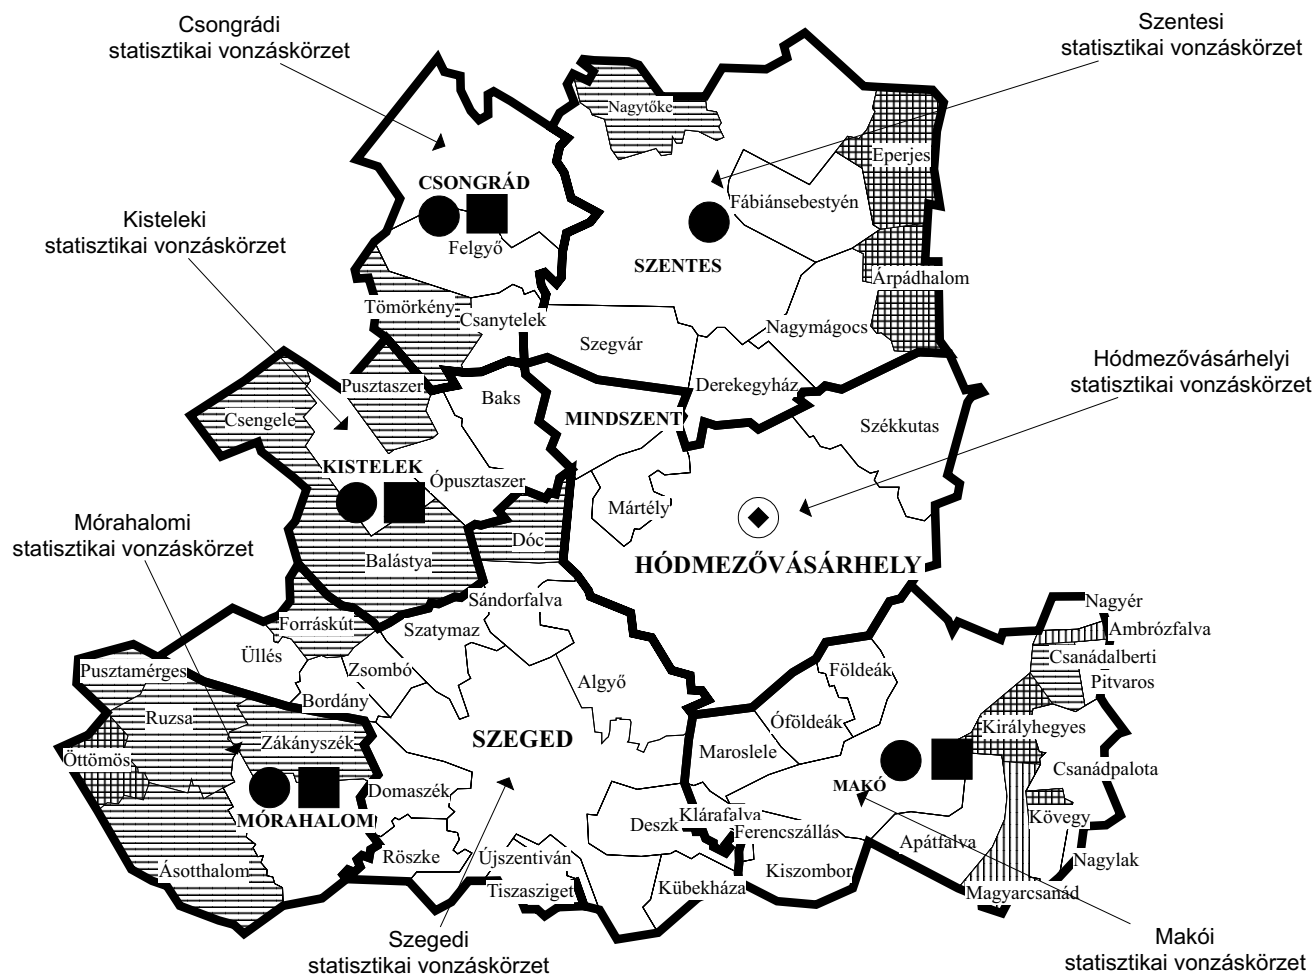 Csongrádi
statisztikai vonzáskörzet
Szentesi
statisztikai vonzáskörzet
Nagytőke
Eperjes
CSONGRÁD
Fábiánsebestyén
Kisteleki
statisztikai vonzáskörzet
Felgyő
SZENTES
Árpádhalom
Tömörkény
Csanytelek
Nagymágocs
Szegvár
Hódmezővásárhelyi
statisztikai vonzáskörzet
Pusztaszer
Derekegyház
Baks
Csengele
MINDSZENT
Székkutas
KISTELEK
Ópusztaszer
Mártély
Mórahalomi
statisztikai vonzáskörzet
Dóc
Balástya
HÓDMEZŐVÁSÁRHELY
Sándorfalva
Nagyér
Forráskút
Szatymaz
Ambrózfalva
Üllés
Csanádalberti
Pusztamérges
Zsombó
Földeák
Algyő
Pitvaros
Bordány
Ruzsa
Óföldeák
Királyhegyes
Zákányszék
SZEGED
Maroslele
Öttömös
Csanádpalota
Domaszék
MAKÓ
MÓRAHALOM
Klárafalva
Deszk
Ferencszállás
Kövegy
Apátfalva
Röszke
Újszentiván
Nagylak
Ásotthalom
Kiszombor
Tiszasziget
Kübekháza
Magyarcsanád
Szegedi
statisztikai vonzáskörzet
Makói
statisztikai vonzáskörzet